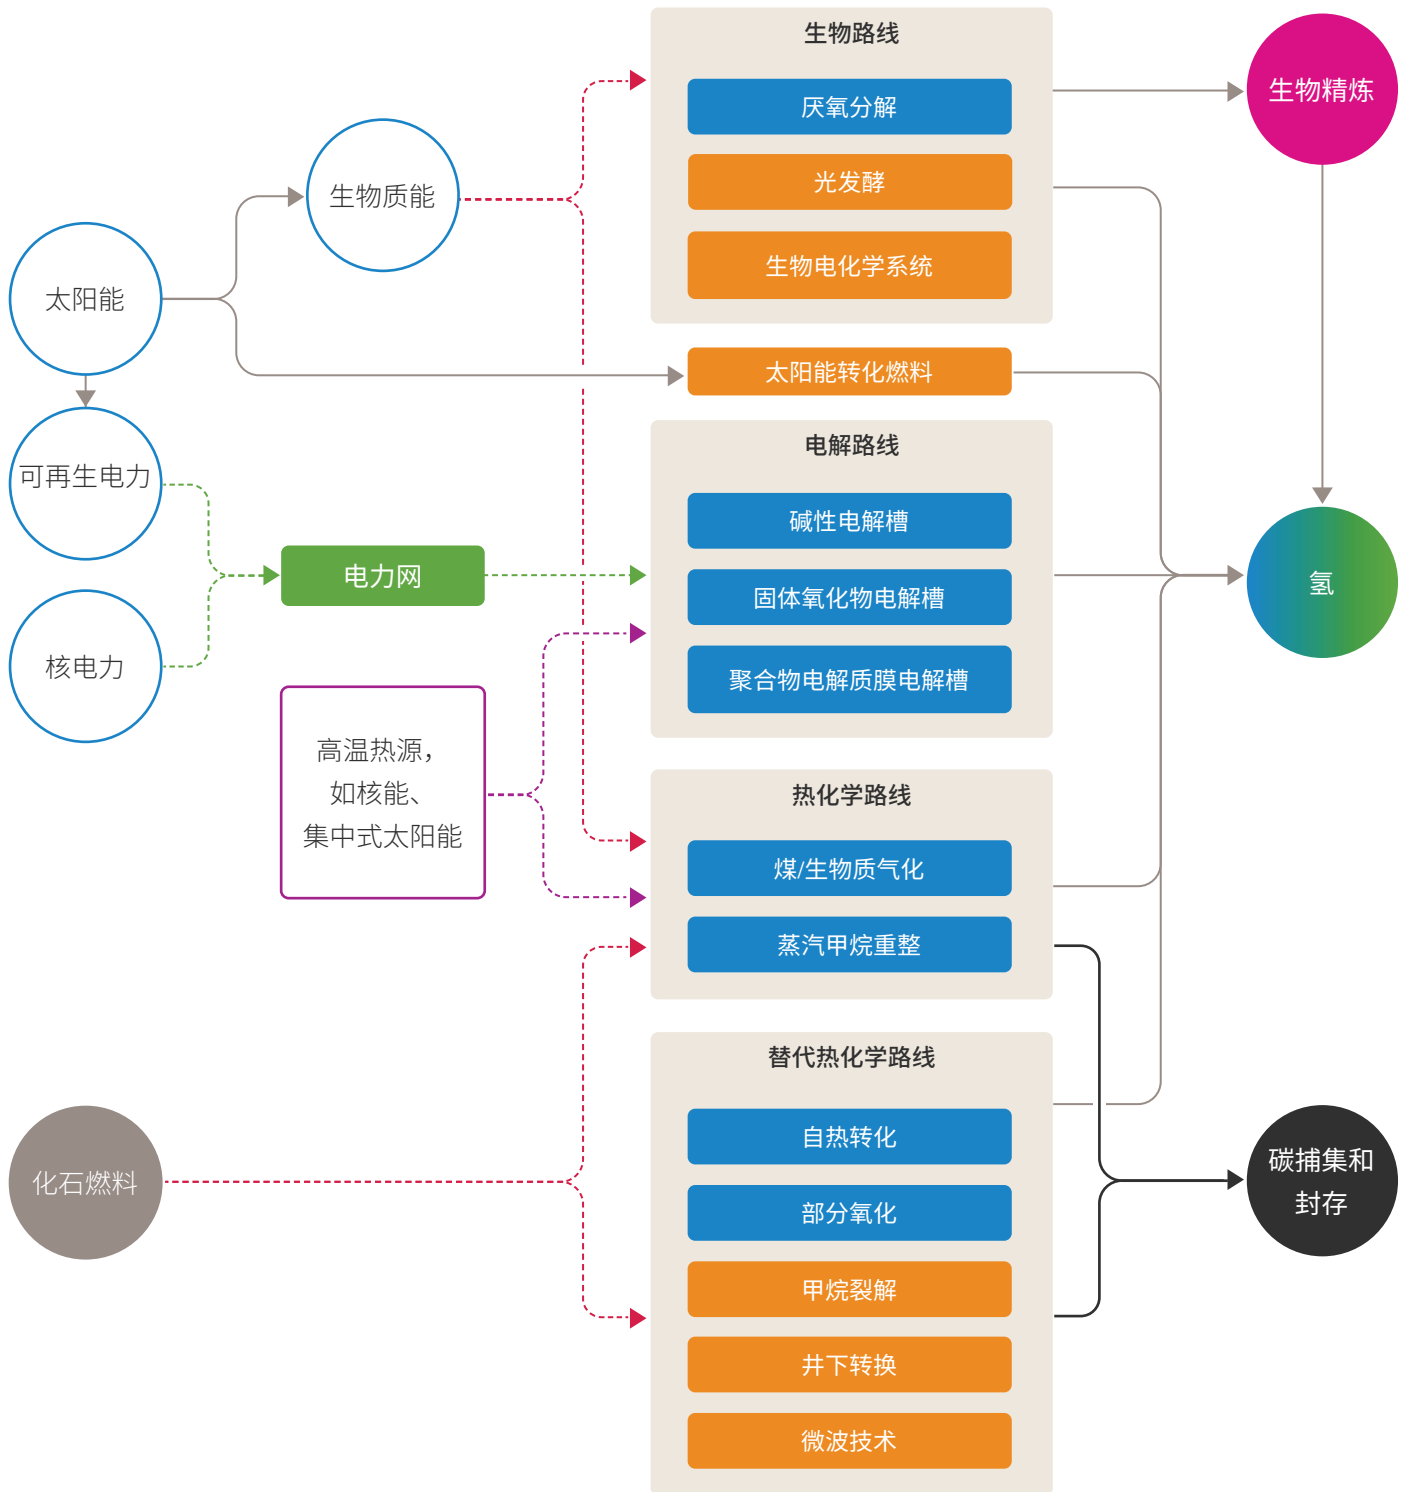 太阳能
可再生电力
核电力
化石燃料
生物质能
电力网
高温热源，
如核能、
集中式太阳能
生物路线
厌氧分解
光发酵
生物电化学系统
太阳能转化燃料
电解路线
碱性电解槽
固体氧化物电解槽
聚合物电解质膜电解槽
热化学路线
煤/生物质气化
蒸汽甲烷重整
替代热化学路线
自热转化
部分氧化
甲烷裂解
井下转换
微波技术
生物精炼
氢
碳捕集和
封存